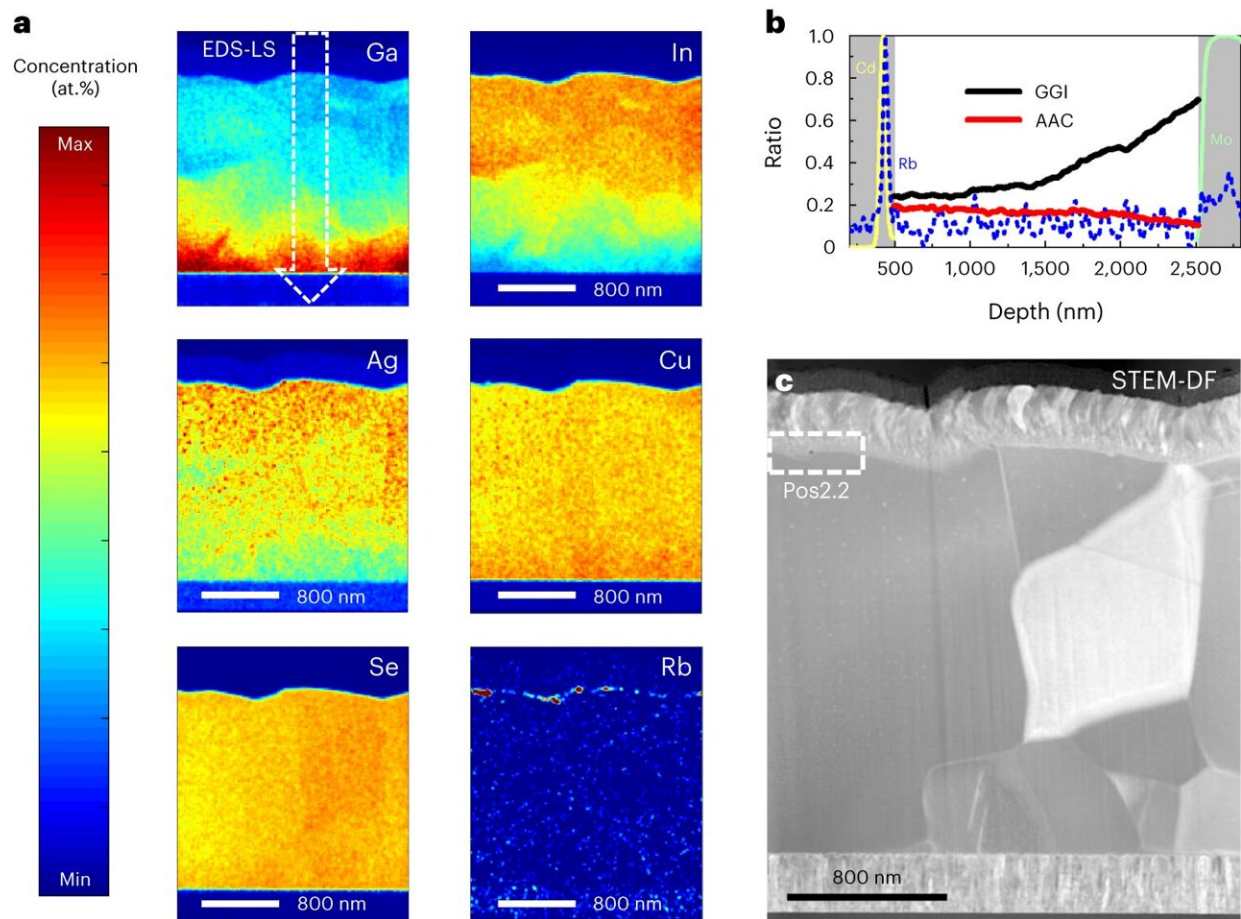 a
Concentration
(at.%)
Max
Min
EDS-LS
Ga
In
800 nm
Ag
800 nm
Cu
800 nm
Se
800 nm
Rb
800 nm
b
1.0
0.8
0.6
0.4
0.2
0
Ratio
Cd
Rb
GGI
AAC
Mo
500
1,000
1,500
2,000
2,500
Depth (nm)
c
STEM-DF
Pos2.2
800 nm